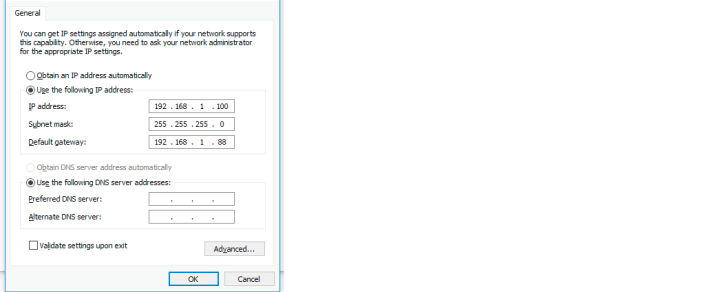 General
You can get IP settings assigned automatically if your network supports
this capability. Otherwise, you need to ask your network administrator
for the appropriate IP settings.
Obtain an IP address automatically
Use the following IP address:
IP address: 192 . 168 . 1 . 100
Subnet mask: 255 . 255 . 255 . 0
Default gateway: 192 . 168 . 1 . 88
Obtain DNS server address automatically
Use the following DNS server addresses:
Preferred DNS server: . . .
Alternate DNS server: . . .
Validate settings upon exit
Advanced...
OK Cancel